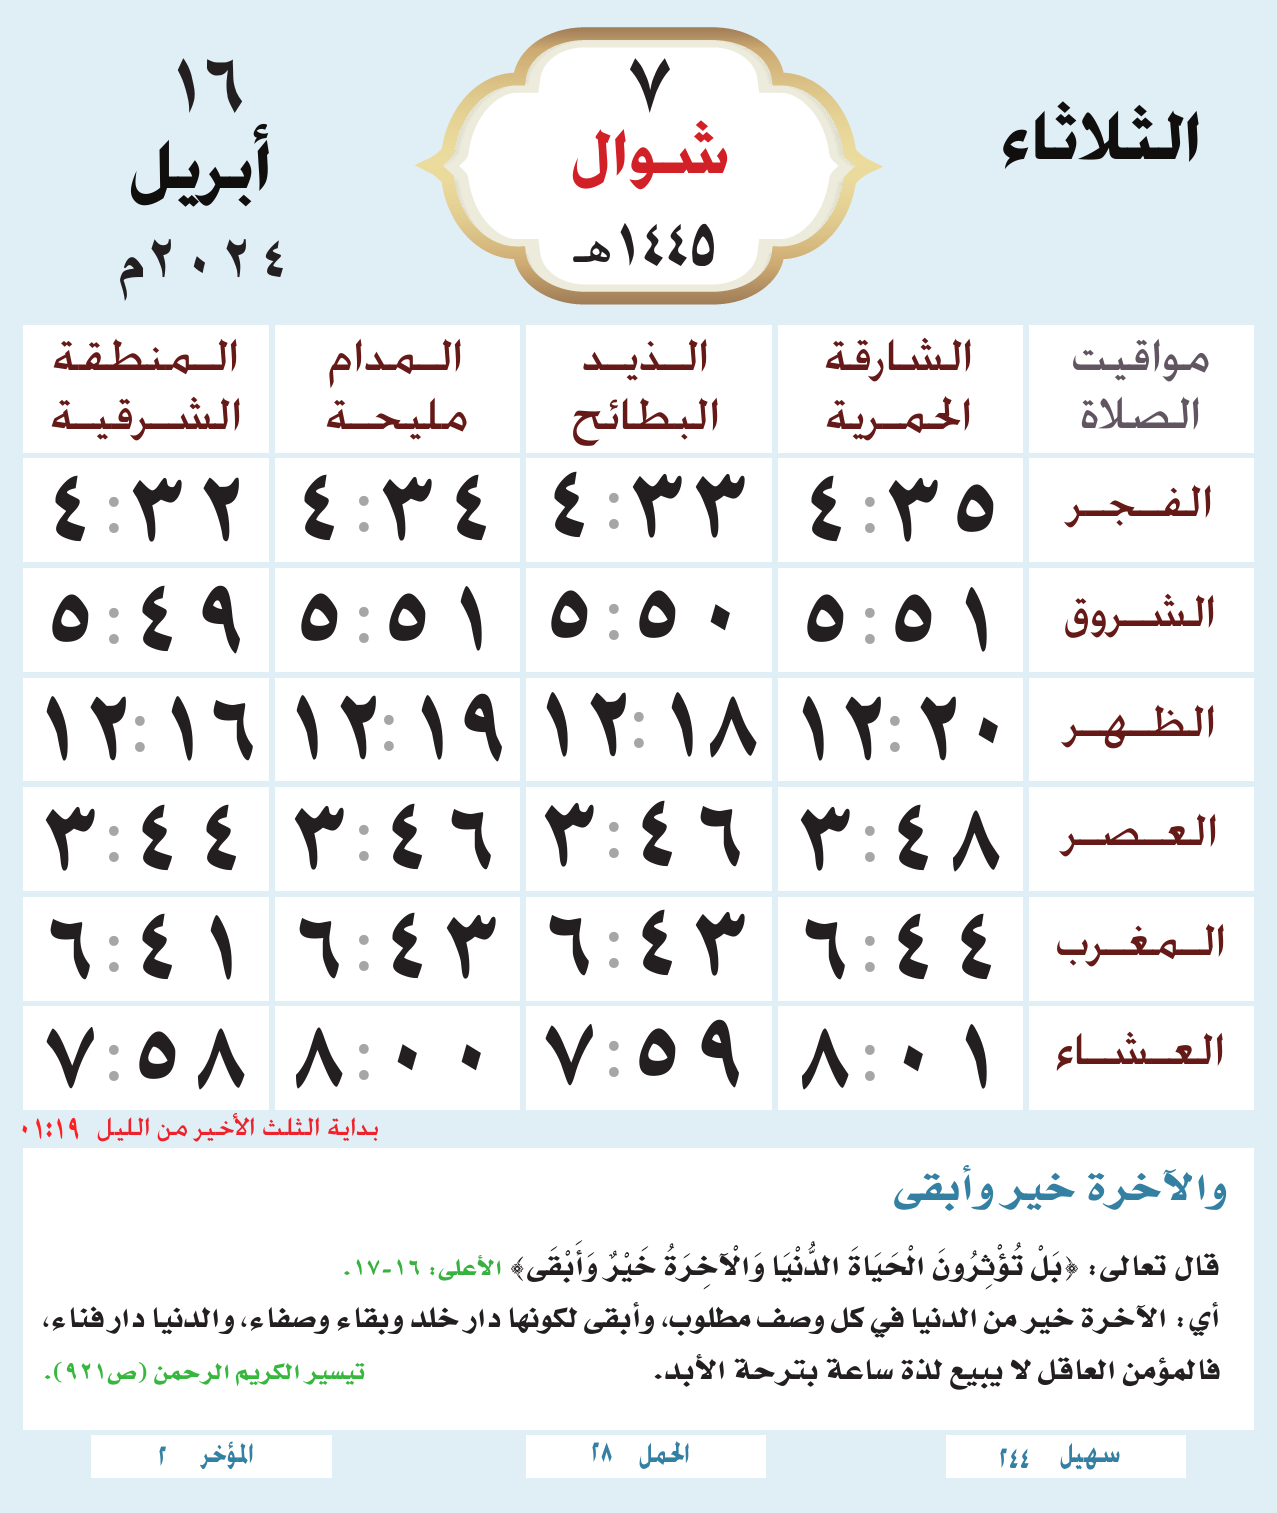 الثلاثاء
٧
شوال
١٤٤٥هـ
١٦
أبريل
٢٠٢٤م
مواقيت الصلاة	الشارقة الحمرية	الذيد البطائح	المدام مليحة	المنطقة الشرقية
الفجر	٤:٣٥	٤:٣٣	٤:٣٤	٤:٣٢
الشروق	٥:٥١	٥:٥٠	٥:٥١	٥:٤٩
الظهر	١٢:٢٠	١٢:١٨	١٢:١٩	١٢:١٦
العصر	٣:٤٨	٣:٤٦	٣:٤٦	٣:٤٤
المغرب	٦:٤٤	٦:٤٣	٦:٤٣	٦:٤١
العشاء	٨:٠١	٧:٥٩	٨:٠٠	٧:٥٨
بداية الثلث الأخير من الليل ٠١:١٩
والآخرة خير وأبقى
قال تعالى: ﴿بَلْ تُؤْثِرُونَ الْحَيَاةَ الدُّنْيَا وَالْآخِرَةُ خَيْرٌ وَأَبْقَى﴾ الأعلى: ١٦-١٧.
أي: الآخرة خير من الدنيا في كل وصف مطلوب، وأبقى لكونها دار خلد وبقاء وصفاء، والدنيا دار فناء،
فالمؤمن العاقل لا يبيع لذة ساعة بترحة الأبد. تيسير الكريم الرحمن (ص٩٢١).
سهيل ٢٤٤	الحمل ٢٨	المؤخر ٢